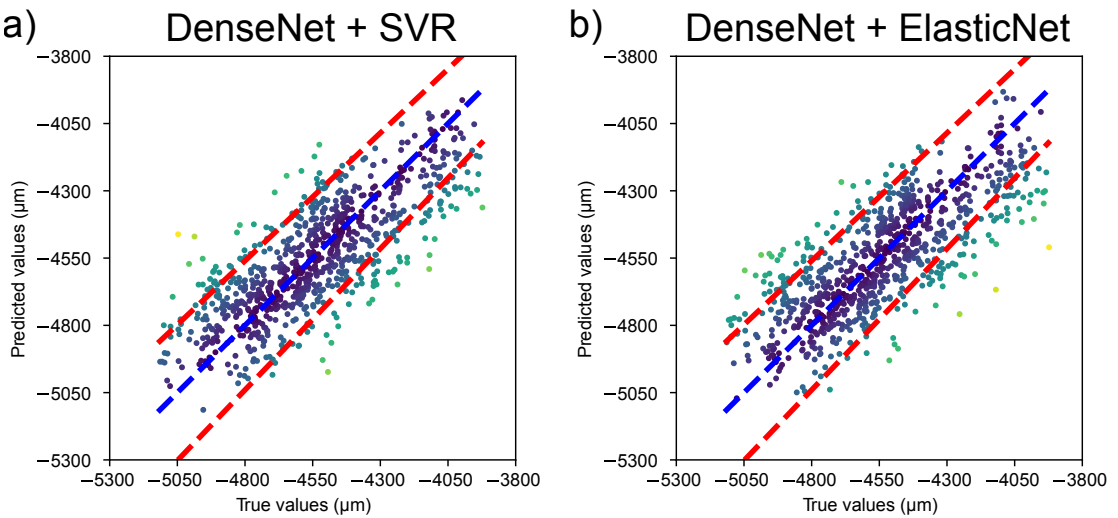 a) DenseNet + SVR
−3800
−4050
−4300
−4550
−4800
−5050
−5300
Predicted values (μm)
−5300 −5050 −4800 −4550 −4300 −4050 −3800
True values (μm)
b) DenseNet + ElasticNet
−3800
−4050
−4300
−4550
−4800
−5050
−5300
Predicted values (μm)
−5300 −5050 −4800 −4550 −4300 −4050 −3800
True values (μm)